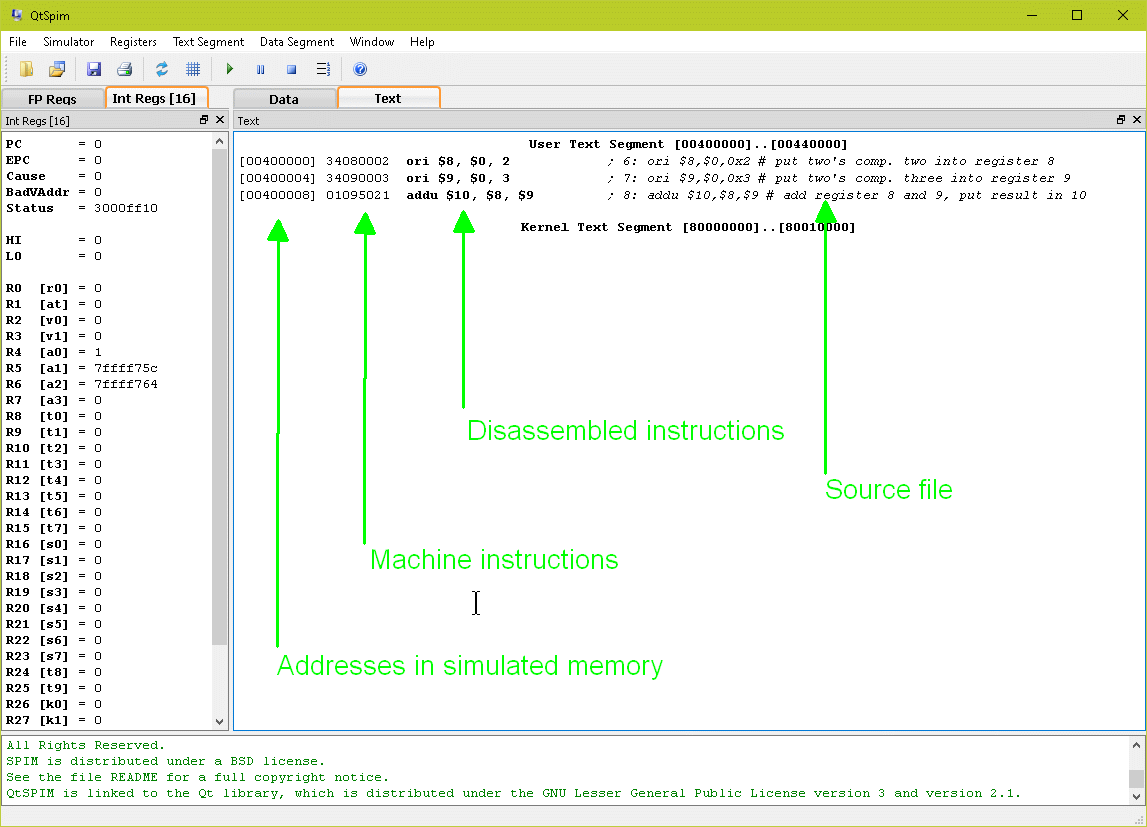 QtSpim
File Simulator Registers Text Segment Data Segment Window Help
FP Regs Int Regs [16] Data Text
Int Regs [16] Text
PC = 0
EPC = 0
Cause = 0
BadVAddr = 0
Status = 3000ff10
HI = 0
LO = 0
R0 [r0] = 0
R1 [at] = 0
R2 [v0] = 0
R3 [v1] = 0
R4 [a0] = 1
R5 [a1] = 7ffff75c
R6 [a2] = 7ffff764
R7 [a3] = 0
R8 [t0] = 0
R9 [t1] = 0
R10 [t2] = 0
R11 [t3] = 0
R12 [t4] = 0
R13 [t5] = 0
R14 [t6] = 0
R15 [t7] = 0
R16 [s0] = 0
R17 [s1] = 0
R18 [s2] = 0
R19 [s3] = 0
R20 [s4] = 0
R21 [s5] = 0
R22 [s6] = 0
R23 [s7] = 0
R24 [t8] = 0
R25 [t9] = 0
R26 [k0] = 0
R27 [k1] = 0
User Text Segment [00400000]..[00440000]
[00400000] 34080002 ori $8, $0, 2 ; 6: ori $8,$0,0x2 # put two's comp. two into register 8
[00400004] 34090003 ori $9, $0, 3 ; 7: ori $9,$0,0x3 # put two's comp. three into register 9
[00400008] 01095021 addu $10, $8, $9 ; 8: addu $10,$8,$9 # add register 8 and 9, put result in 10
Kernel Text Segment [80000000]..[80010000]
Disassembled instructions
Source file
Machine instructions
Addresses in simulated memory
All Rights Reserved.
SPIM is distributed under a BSD license.
See the file README for a full copyright notice.
QtSPIM is linked to the Qt library, which is distributed under the GNU Lesser General Public License version 3 and version 2.1.